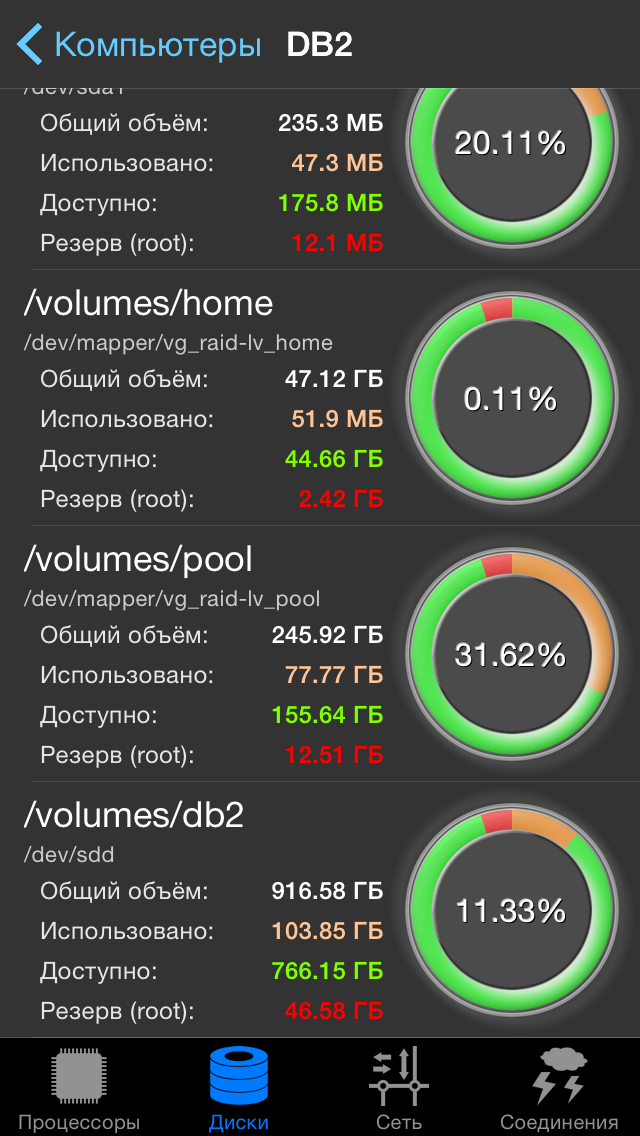 Компьютеры DB2
/dev/sda1
Общий объём: 235.3 МБ
Использовано: 47.3 МБ
Доступно: 175.8 МБ
Резерв (root): 12.1 МБ
20.11%
/volumes/home
/dev/mapper/vg_raid-lv_home
Общий объём: 47.12 ГБ
Использовано: 51.9 МБ
Доступно: 44.66 ГБ
Резерв (root): 2.42 ГБ
0.11%
/volumes/pool
/dev/mapper/vg_raid-lv_pool
Общий объём: 245.92 ГБ
Использовано: 77.77 ГБ
Доступно: 155.64 ГБ
Резерв (root): 12.51 ГБ
31.62%
/volumes/db2
/dev/sdd
Общий объём: 916.58 ГБ
Использовано: 103.85 ГБ
Доступно: 766.15 ГБ
Резерв (root): 46.58 ГБ
11.33%
Процессоры Диски Сеть Соединения